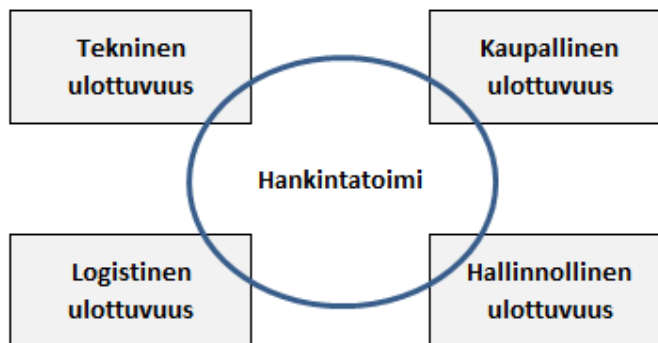 Tekninen
ulottuvuus
Kaupallinen
ulottuvuus
Hankintatoimi
Logistinen
ulottuvuus
Hallinnollinen
ulottuvuus